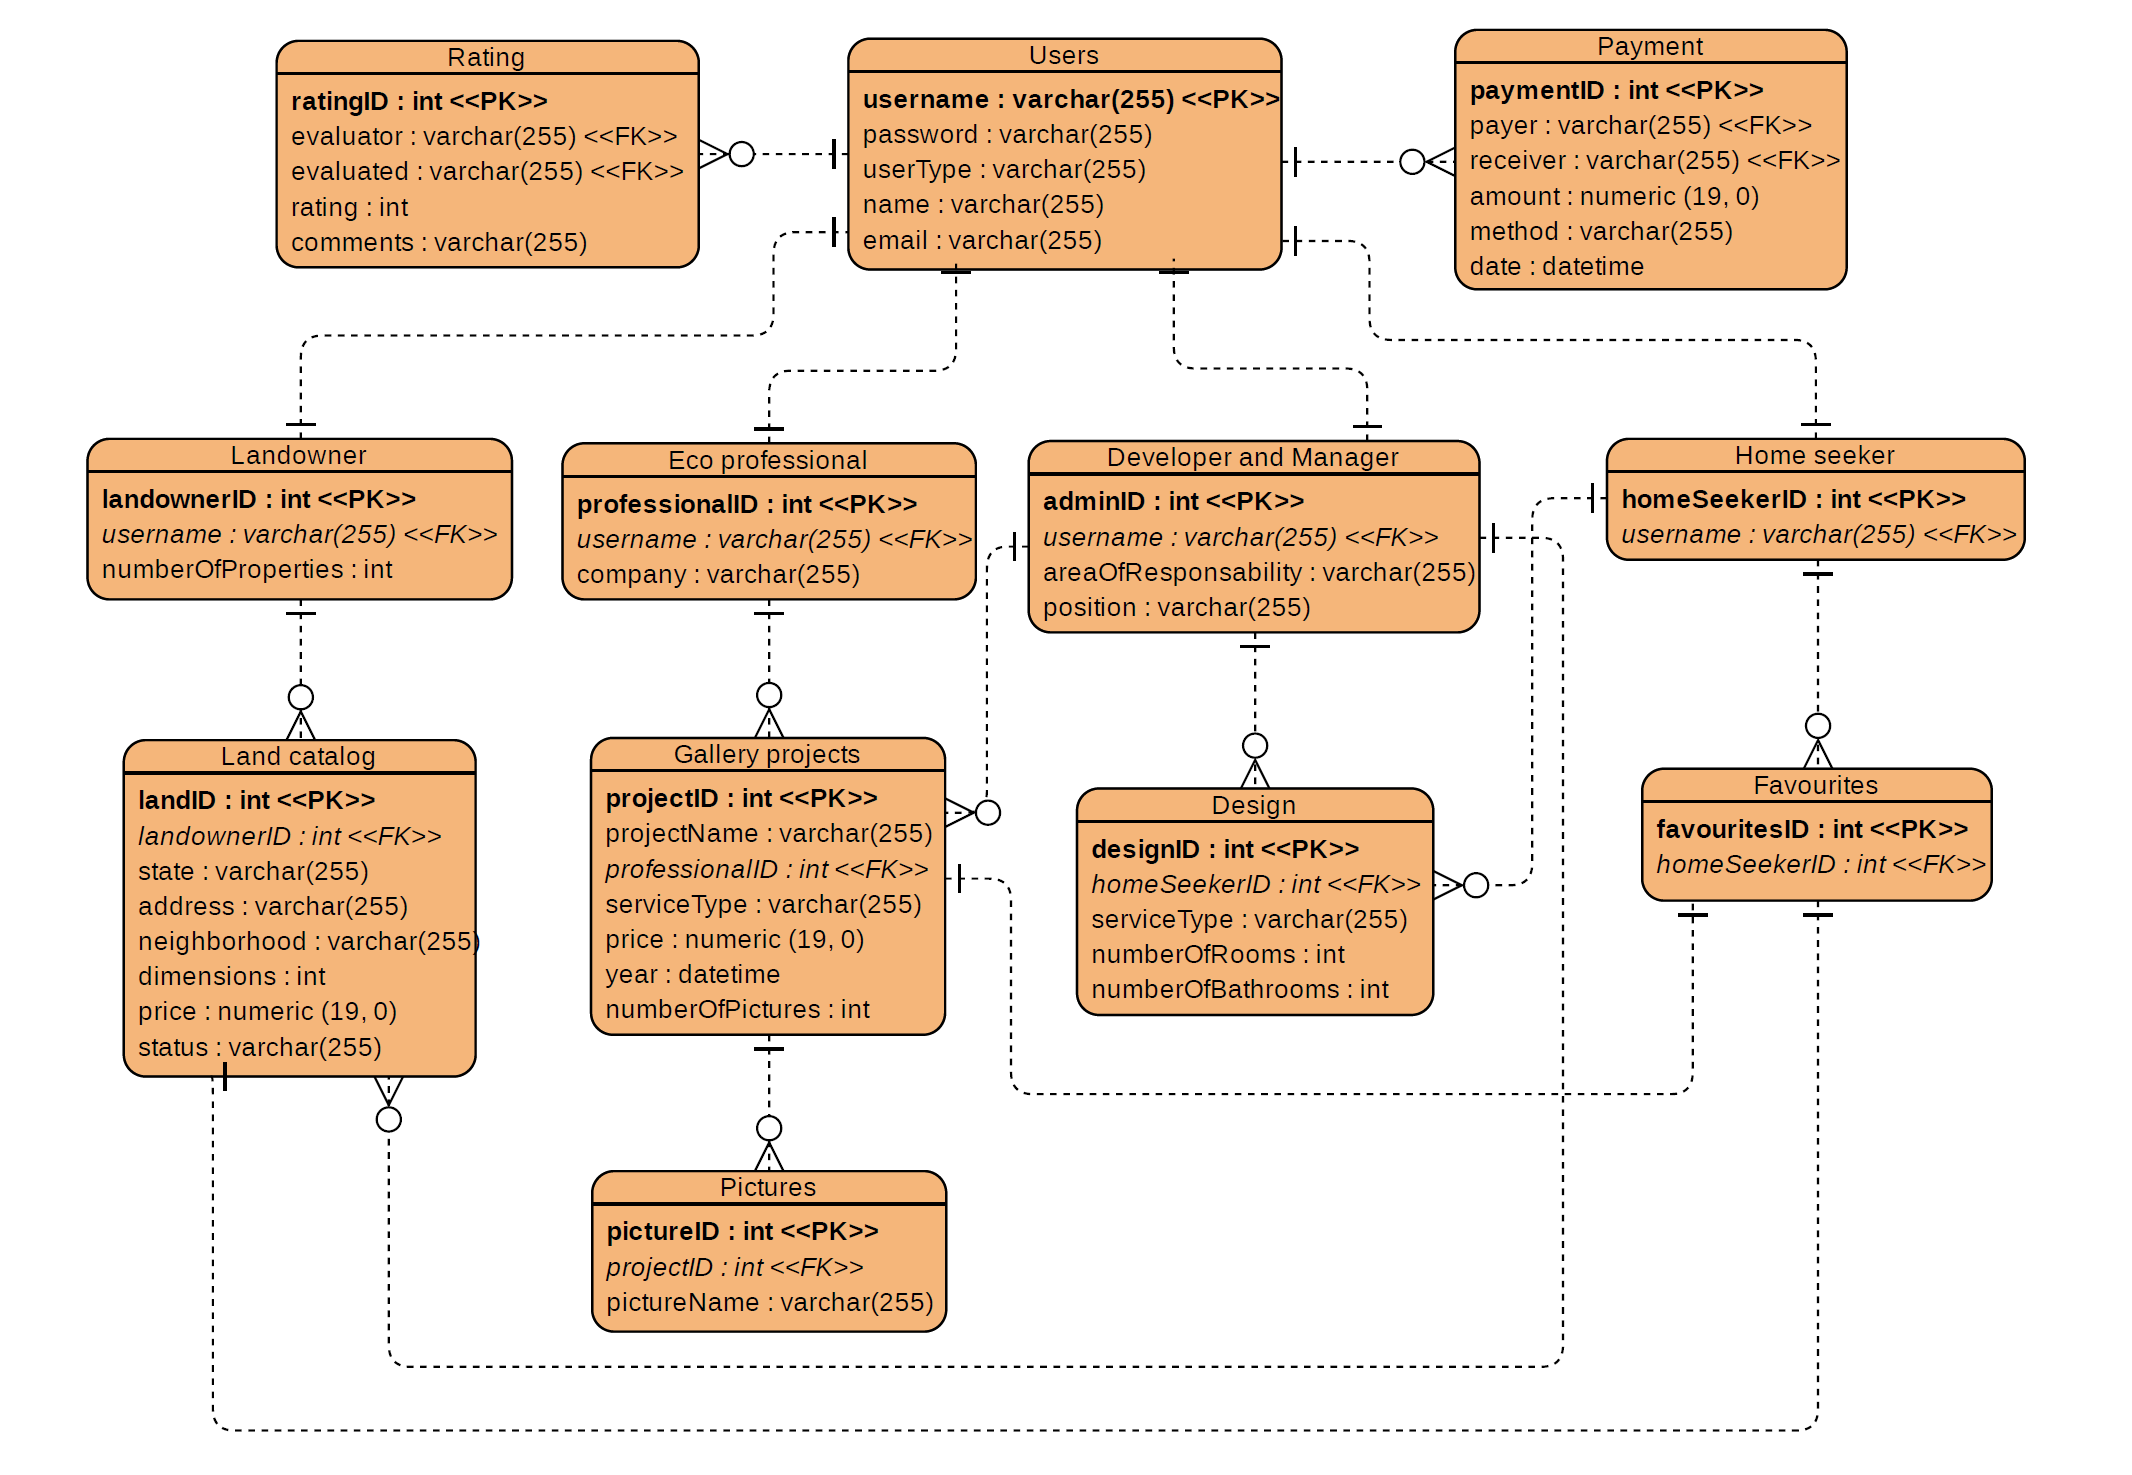 Rating
ratingID : int <<PK>>
evaluator : varchar(255) <<FK>>
evaluated : varchar(255) <<FK>>
rating : int
comments : varchar(255)
Users
username : varchar(255) <<PK>>
password : varchar(255)
userType : varchar(255)
name : varchar(255)
email : varchar(255)
Payment
paymentID : int <<PK>>
payer : varchar(255) <<FK>>
receiver : varchar(255) <<FK>>
amount : numeric (19, 0)
method : varchar(255)
date : datetime
Landowner
landownerID : int <<PK>>
username : varchar(255) <<FK>>
numberOfProperties : int
Eco professional
professionalID : int <<PK>>
username : varchar(255) <<FK>>
company : varchar(255)
Developer and Manager
adminID : int <<PK>>
username : varchar(255) <<FK>>
areaOfResponsability : varchar(255)
position : varchar(255)
Home seeker
homeSeekerID : int <<PK>>
username : varchar(255) <<FK>>
Land catalog
landID : int <<PK>>
landownerID : int <<FK>>
state : varchar(255)
address : varchar(255)
neighborhood : varchar(255)
dimensions : int
price : numeric (19, 0)
status : varchar(255)
Gallery projects
projectID : int <<PK>>
projectName : varchar(255)
professionalID : int <<FK>>
serviceType : varchar(255)
price : numeric (19, 0)
year : datetime
numberOfPictures : int
Design
designID : int <<PK>>
homeSeekerID : int <<FK>>
serviceType : varchar(255)
numberOfRooms : int
numberOfBathrooms : int
Favourites
favouritesID : int <<PK>>
homeSeekerID : int <<FK>>
Pictures
pictureID : int <<PK>>
projectID : int <<FK>>
pictureName : varchar(255)